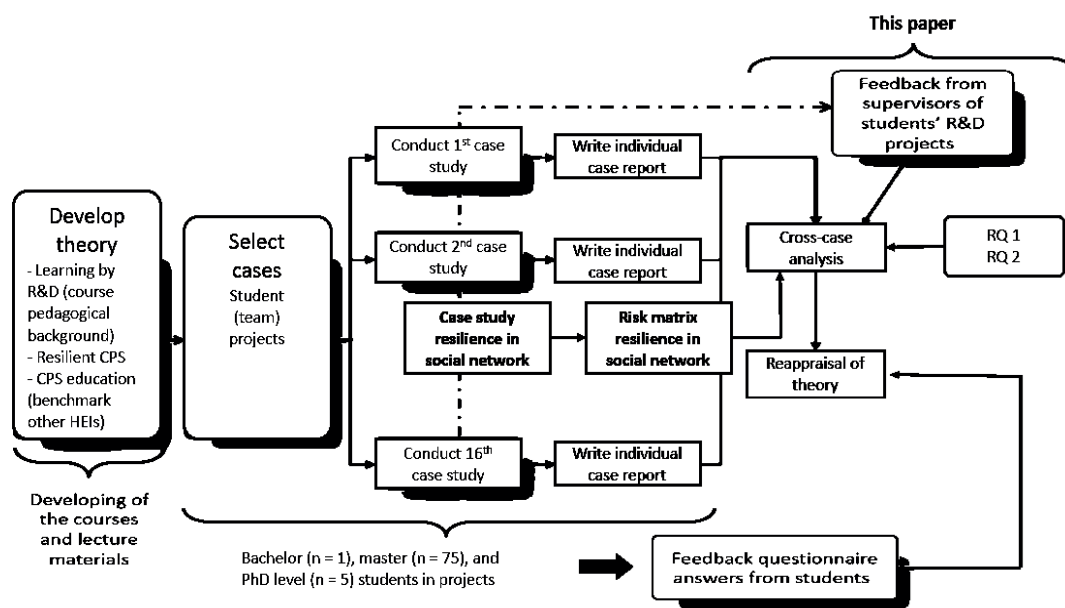 This paper
Feedback from
supervisors of
students' R&D
projects
Conduct 1st case
study
Write individual
case report
Develop
theory
- Learning by
R&D (course
pedagogical
background)
- Resilient CPS
- CPS education
(benchmark
other HEIs)
Select
cases
Student
(team)
projects
Conduct 2nd case
study
Write individual
case report
Cross-case
analysis
RQ 1
RQ 2
Case study
resilience in
social network
Risk matrix
resilience in
social network
Reappraisal of
theory
Conduct 16th
case study
Write individual
case report
Developing of
the courses
and lecture
materials
Bachelor (n = 1), master (n = 75), and
PhD level (n = 5) students in projects
Feedback questionnaire
answers from students